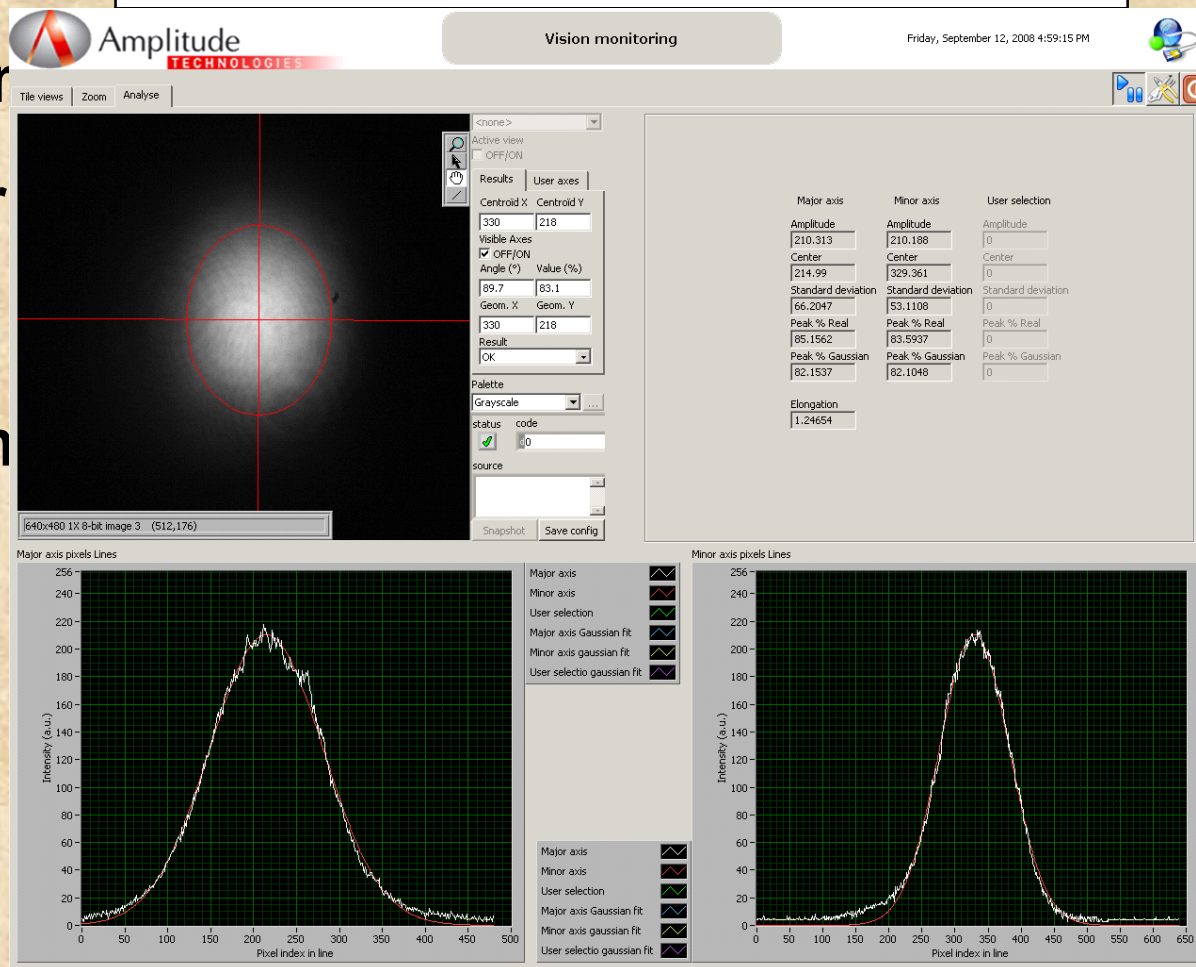 Amplitude
TECHNOLOGIES
Vision monitoring
Friday, September 12, 2008 4:59:15 PM
Tile views
Zoom
Analyse
<none>
Active view
OFF/ON
Results
User axes
Centroïd X Centroïd Y
330 218
Visible Axes
OFF/ON
Angle (°) Value (%)
89.7 83.1
Geom. X Geom. Y
330 218
Result
OK
Palette
Grayscale
...
status code
0
source
Snapshot
Save config
640x480 1X 8-bit image 3 (512,176)
Major axis Minor axis User selection
Amplitude Amplitude Amplitude
210.313 210.188 0
Center Center Center
214.99 329.361 0
Standard deviation Standard deviation Standard deviation
66.2047 53.1108 0
Peak % Real Peak % Real Peak % Real
85.1562 83.5937 0
Peak % Gaussian Peak % Gaussian Peak % Gaussian
82.1537 82.1048 0
Elongation
1.24654
Major axis pixels Lines
256
240
220
200
180
160
140
120
100
80
60
40
20
0
Intensity (a.u.)
0 50 100 150 200 250 300 350 400 450 500
Pixel index in line
Major axis
Minor axis
User selection
Major axis Gaussian fit
Minor axis gaussian fit
User selectio gaussian fit
Major axis
Minor axis
User selection
Major axis Gaussian fit
Minor axis gaussian fit
User selectio gaussian fit
Minor axis pixels Lines
256
240
220
200
180
160
140
120
100
80
60
40
20
0
Intensity (a.u.)
0 50 100 150 200 250 300 350 400 450 500 550 600 650
Pixel index in line